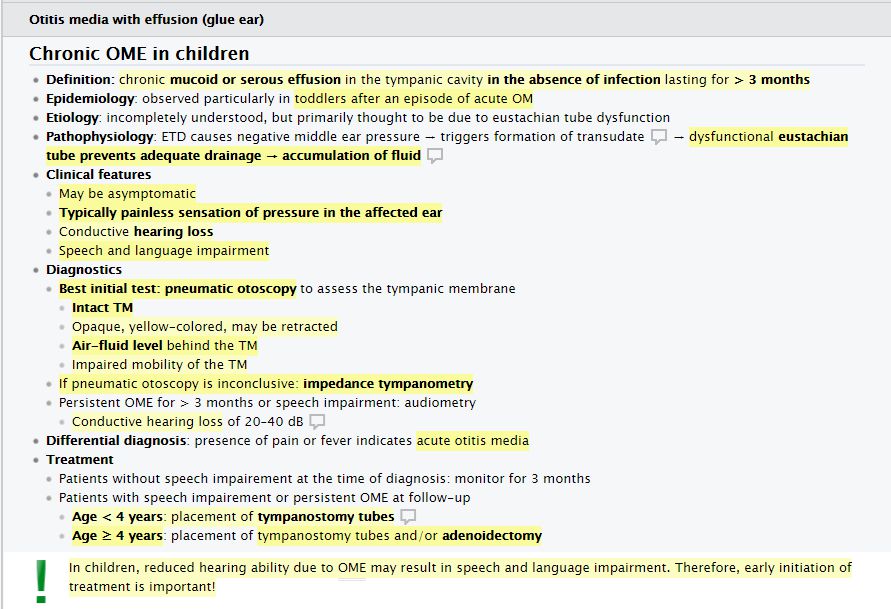 Otitis media with effusion (glue ear)
Chronic OME in children
Definition: chronic mucoid or serous effusion in the tympanic cavity in the absence of infection lasting for > 3 months
Epidemiology: observed particularly in toddlers after an episode of acute OM
Etiology: incompletely understood, but primarily thought to be due to eustachian tube dysfunction
Pathophysiology: ETD causes negative middle ear pressure → triggers formation of transudate → dysfunctional eustachian
tube prevents adequate drainage → accumulation of fluid
Clinical features
May be asymptomatic
Typically painless sensation of pressure in the affected ear
Conductive hearing loss
Speech and language impairment
Diagnostics
Best initial test: pneumatic otoscopy to assess the tympanic membrane
Intact TM
Opaque, yellow-colored, may be retracted
Air-fluid level behind the TM
Impaired mobility of the TM
If pneumatic otoscopy is inconclusive: impedance tympanometry
Persistent OME for > 3 months or speech impairment: audiometry
Conductive hearing loss of 20-40 dB
Differential diagnosis: presence of pain or fever indicates acute otitis media
Treatment
Patients without speech impairement at the time of diagnosis: monitor for 3 months
Patients with speech impairment or persistent OME at follow-up
Age < 4 years: placement of tympanostomy tubes
Age ≥ 4 years: placement of tympanostomy tubes and/or adenoidectomy
In children, reduced hearing ability due to OME may result in speech and language impairment. Therefore, early initiation of
treatment is important!